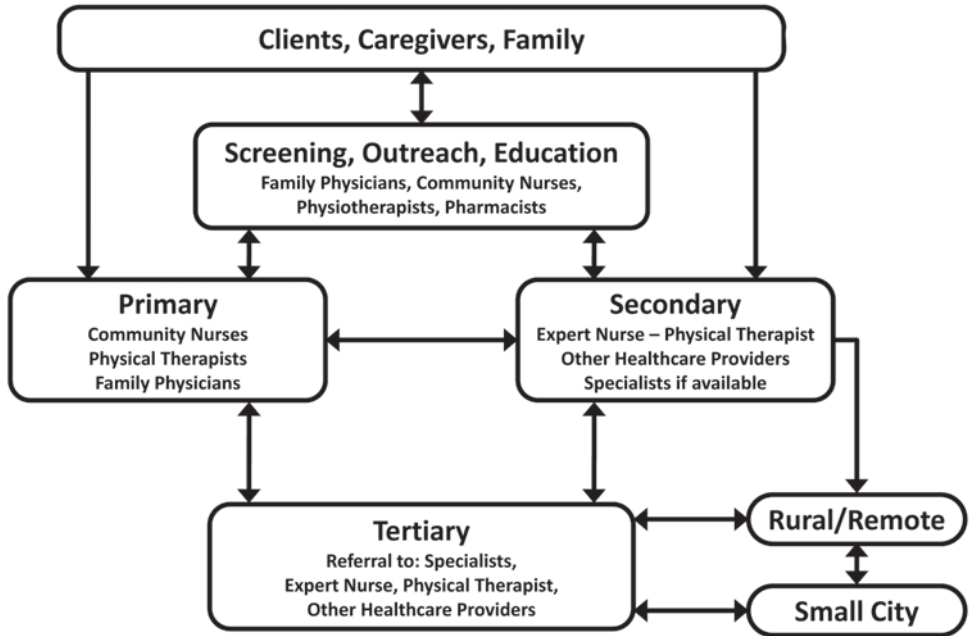 Clients, Caregivers, Family
Screening, Outreach, Education
Family Physicians, Community Nurses,
Physiotherapists, Pharmacists
Primary
Community Nurses
Physical Therapists
Family Physicians
Secondary
Expert Nurse – Physical Therapist
Other Healthcare Providers
Specialists if available
Tertiary
Referral to: Specialists,
Expert Nurse, Physical Therapist,
Other Healthcare Providers
Rural/Remote
Small City